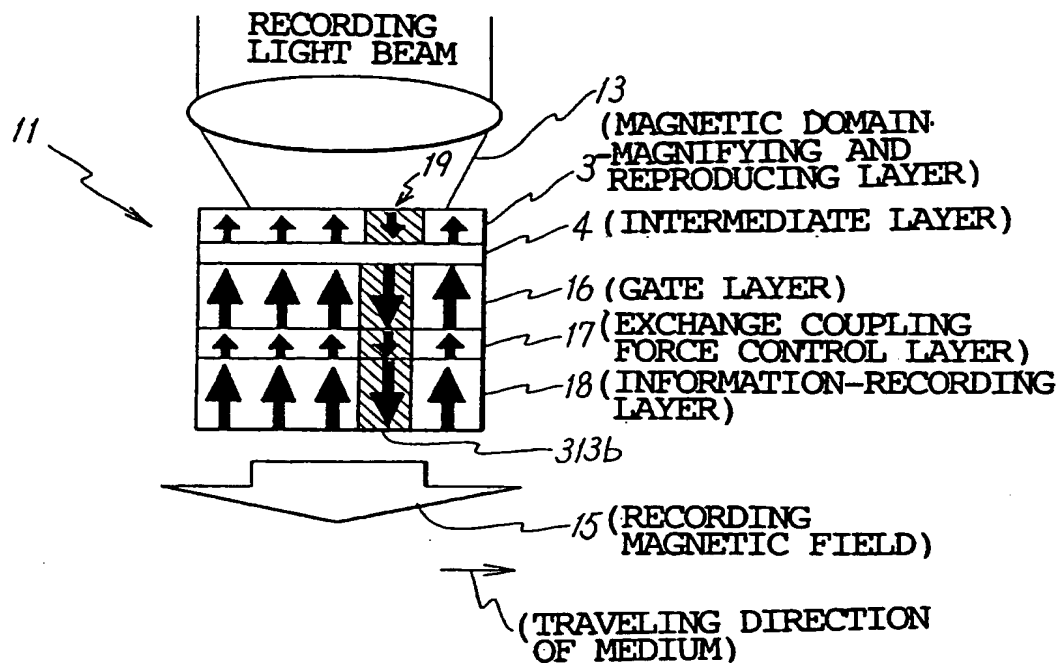 RECORDING
LIGHT BEAM
13
11
(MAGNETIC DOMAIN-
19
3
-MAGNIFYING AND
REPRODUCING LAYER)
4 (INTERMEDIATE LAYER)
16 (GATE LAYER)
17 (EXCHANGE COUPLING
FORCE CONTROL LAYER)
18 (INFORMATION-RECORDING
LAYER)
313b
15 (RECORDING
MAGNETIC FIELD)
(TRAVELING DIRECTION
OF MEDIUM)